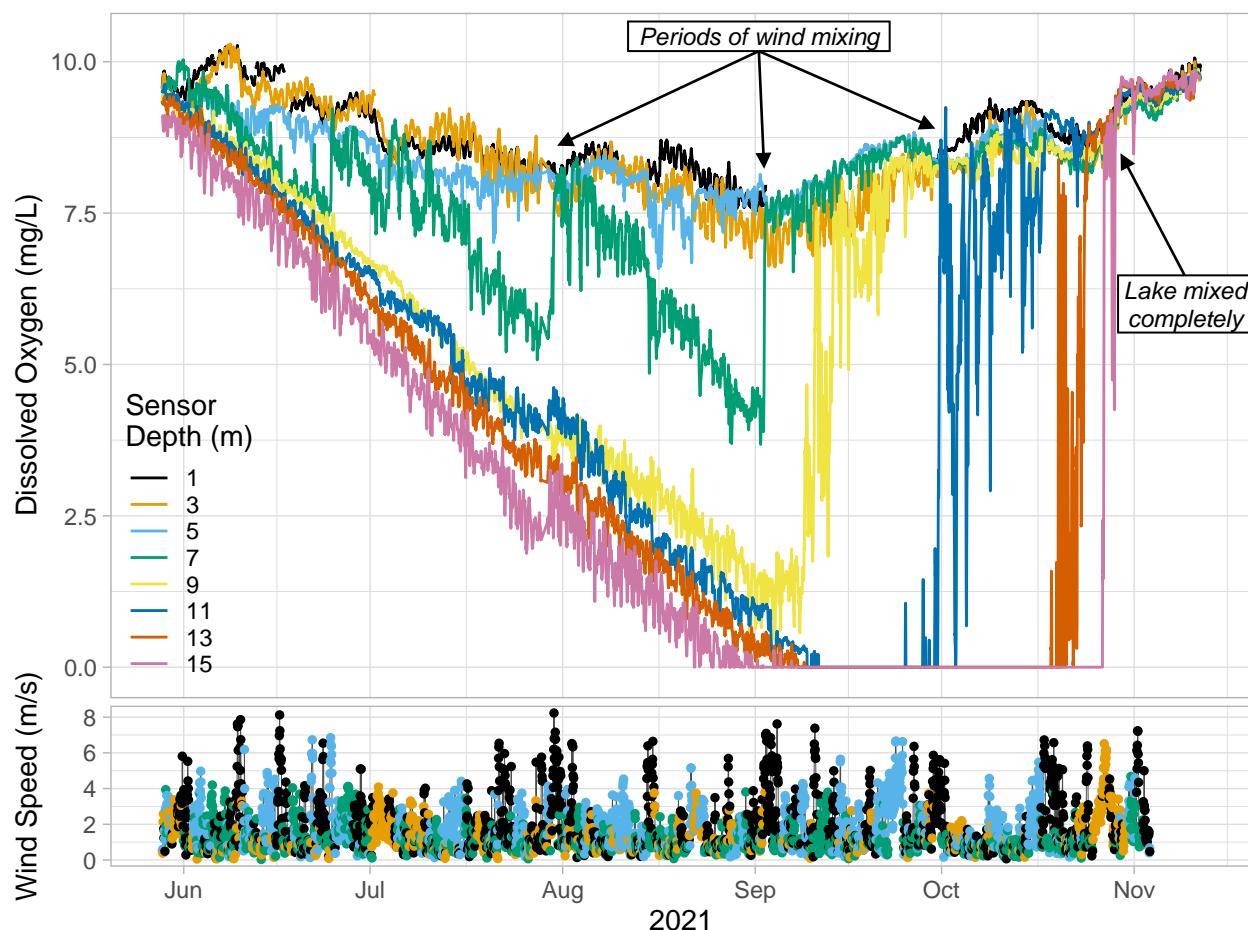 Periods of wind mixing
10.0
7.5
5.0
2.5
0.0
Dissolved Oxygen (mg/L)
Lake mixed
completely
Sensor
Depth (m)
1
3
5
7
9
11
13
15
8
6
4
2
0
Wind Speed (m/s)
Jun
Jul
Aug
Sep
Oct
Nov
2021